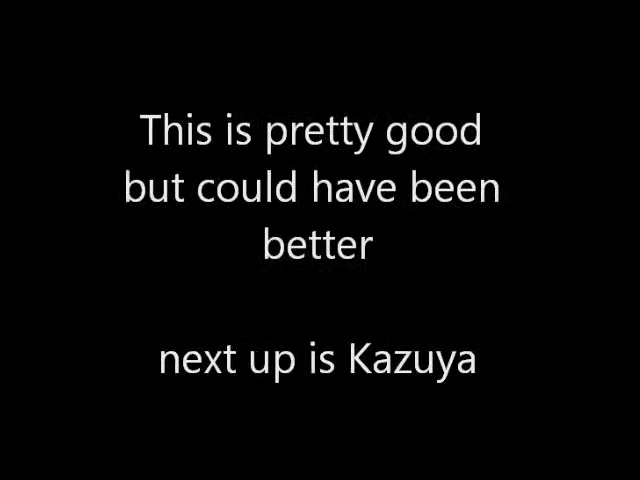 This is pretty good
but could have been
better
next up is Kazuya